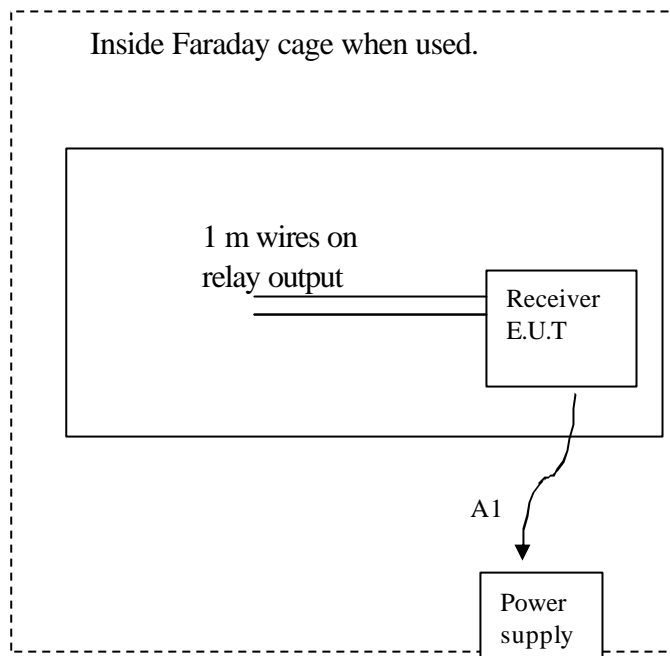 Inside Faraday cage when used.
1 m wires on
relay output
Receiver
E.U.T
A1
Power
supply